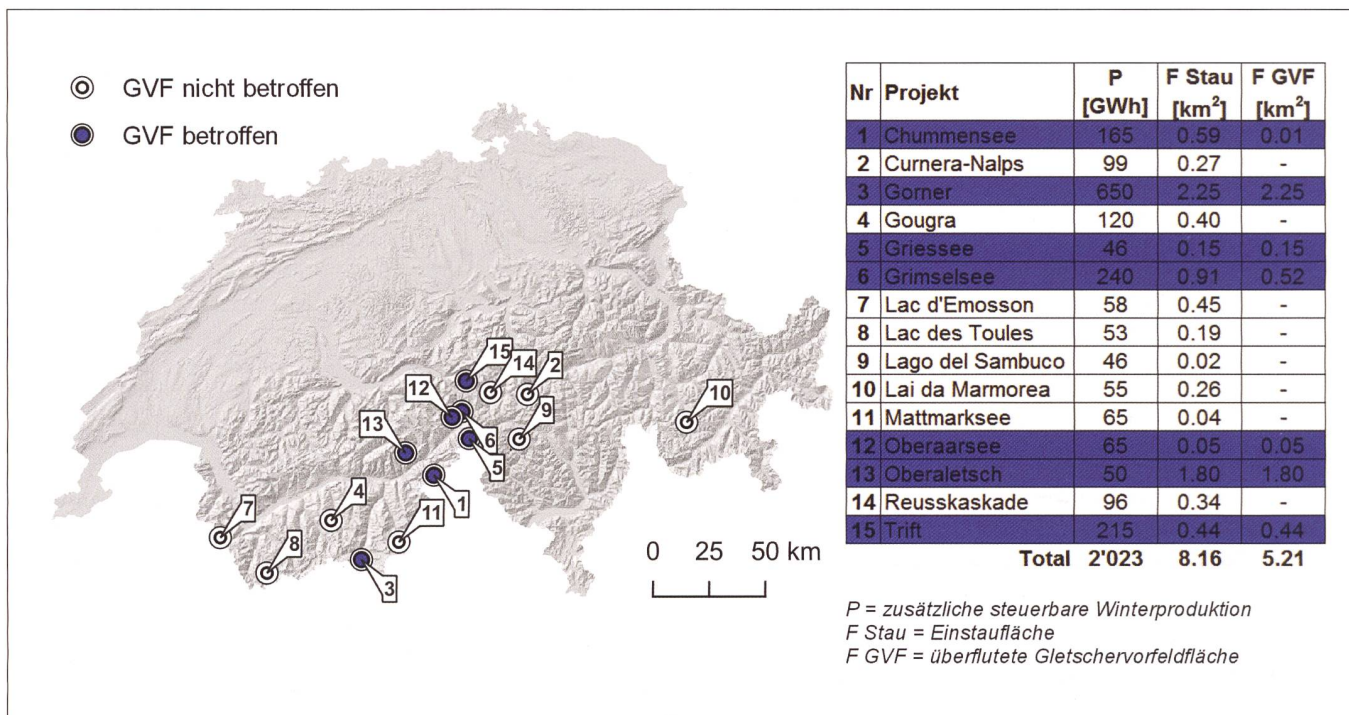 GVF nicht betroffen
GVF betroffen
15
14
2
12
10
9
13
6
5
4
1
7
11
8
3
0 25 50 km
Nr Projekt P [GWh] F Stau [km²] F GVF [km²]
1 Chummensee 165 0.59 0.01
2 Curnera-Nalps 99 0.27 -
3 Gorner 650 2.25 2.25
4 Gougra 120 0.40 -
5 Griessee 46 0.15 0.15
6 Grimselsee 240 0.91 0.52
7 Lac d'Emosson 58 0.45 -
8 Lac des Toules 53 0.19 -
9 Lago del Sambuco 46 0.02 -
10 Lai da Marmorea 55 0.26 -
11 Mattmarksee 65 0.04 -
12 Oberaarsee 65 0.05 0.05
13 Oberaletsch 50 1.80 1.80
14 Reusskaskade 96 0.34 -
15 Trift 215 0.44 0.44
Total 2'023 8.16 5.21
P = zusätzliche steuerbare Winterproduktion
F Stau = Einstaufläche
F GVF = überflutete Gletschervorfeldfläche